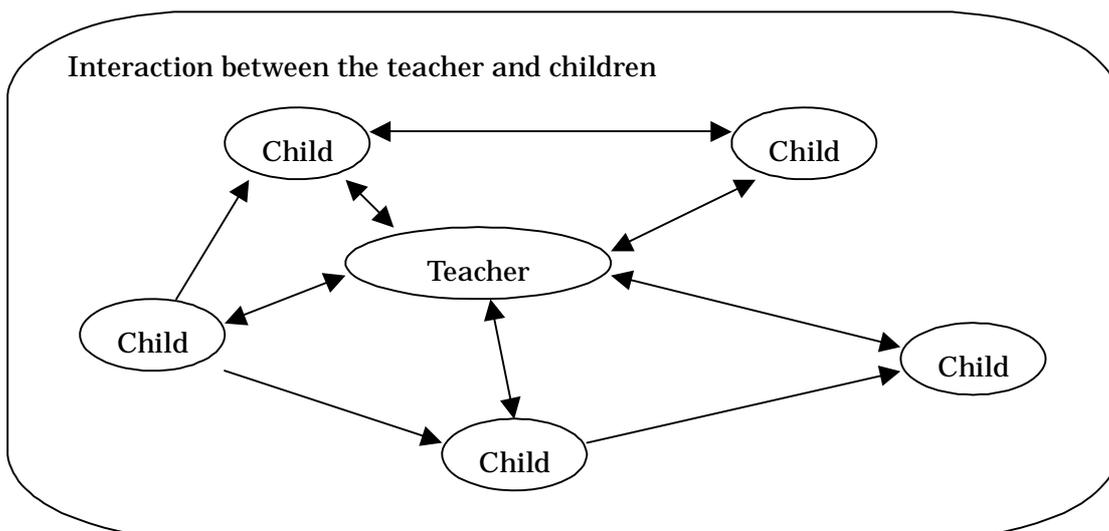 Interaction between the teacher and children
Child
Child
Teacher
Child
Child
Child